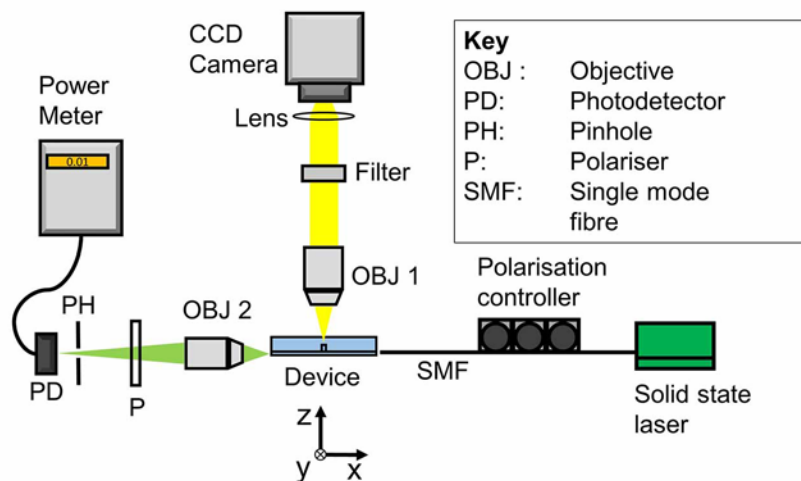 CCD
Camera
Power
Meter
0.01
Lens
Filter
OBJ 1
OBJ 2
PH
PD
P
Device
SMF
Polarisation
controller
Solid state
laser
z
y
x
Key
OBJ : Objective
PD: Photodetector
PH: Pinhole
P: Polariser
SMF: Single mode
fibre